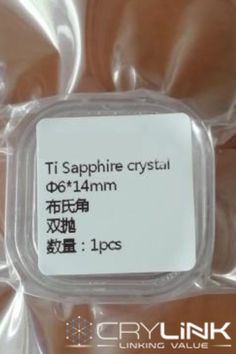 Ti Sapphire crystal
Φ6*14mm
布氏角
双抛
数量：1pcs
CRYLiNK
LINKING VALUE